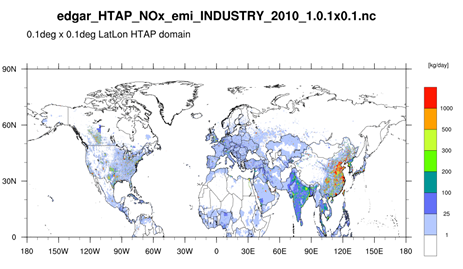 edgar_HTAP_NOx_emi_INDUSTRY_2010_1.0.1x0.1.nc
0.1deg x 0.1deg LatLon HTAP domain
[kg/day]
90N
60N
30N
0
180 150W 120W 90W 60W 30W 0 30E 60E 90E 120E 150E 180
1000
500
300
200
100
25
1